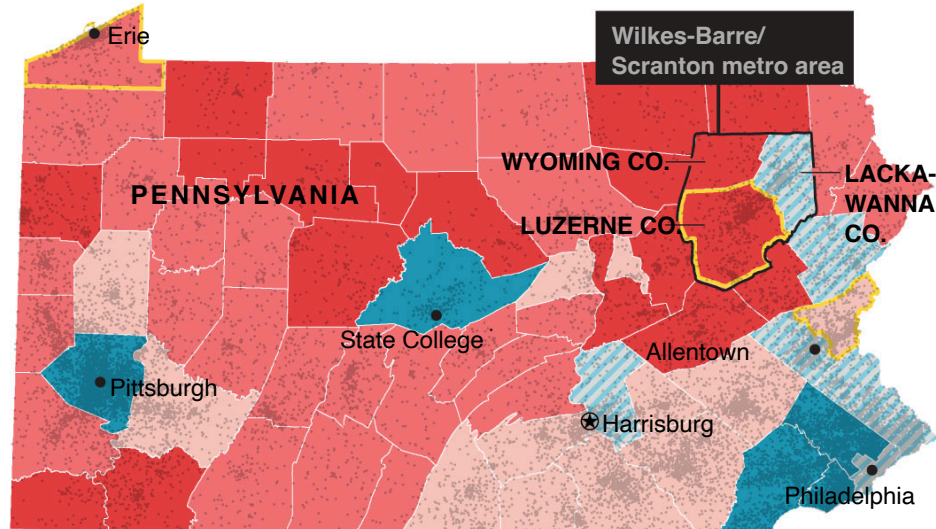 Erie
Wilkes-Barre/
Scranton metro area
WYOMING CO.
LACKA-
WANNA
CO.
PENNSYLVANIA
LUZERNE CO.
State College
Allentown
Pittsburgh
Harrisburg
Philadelphia